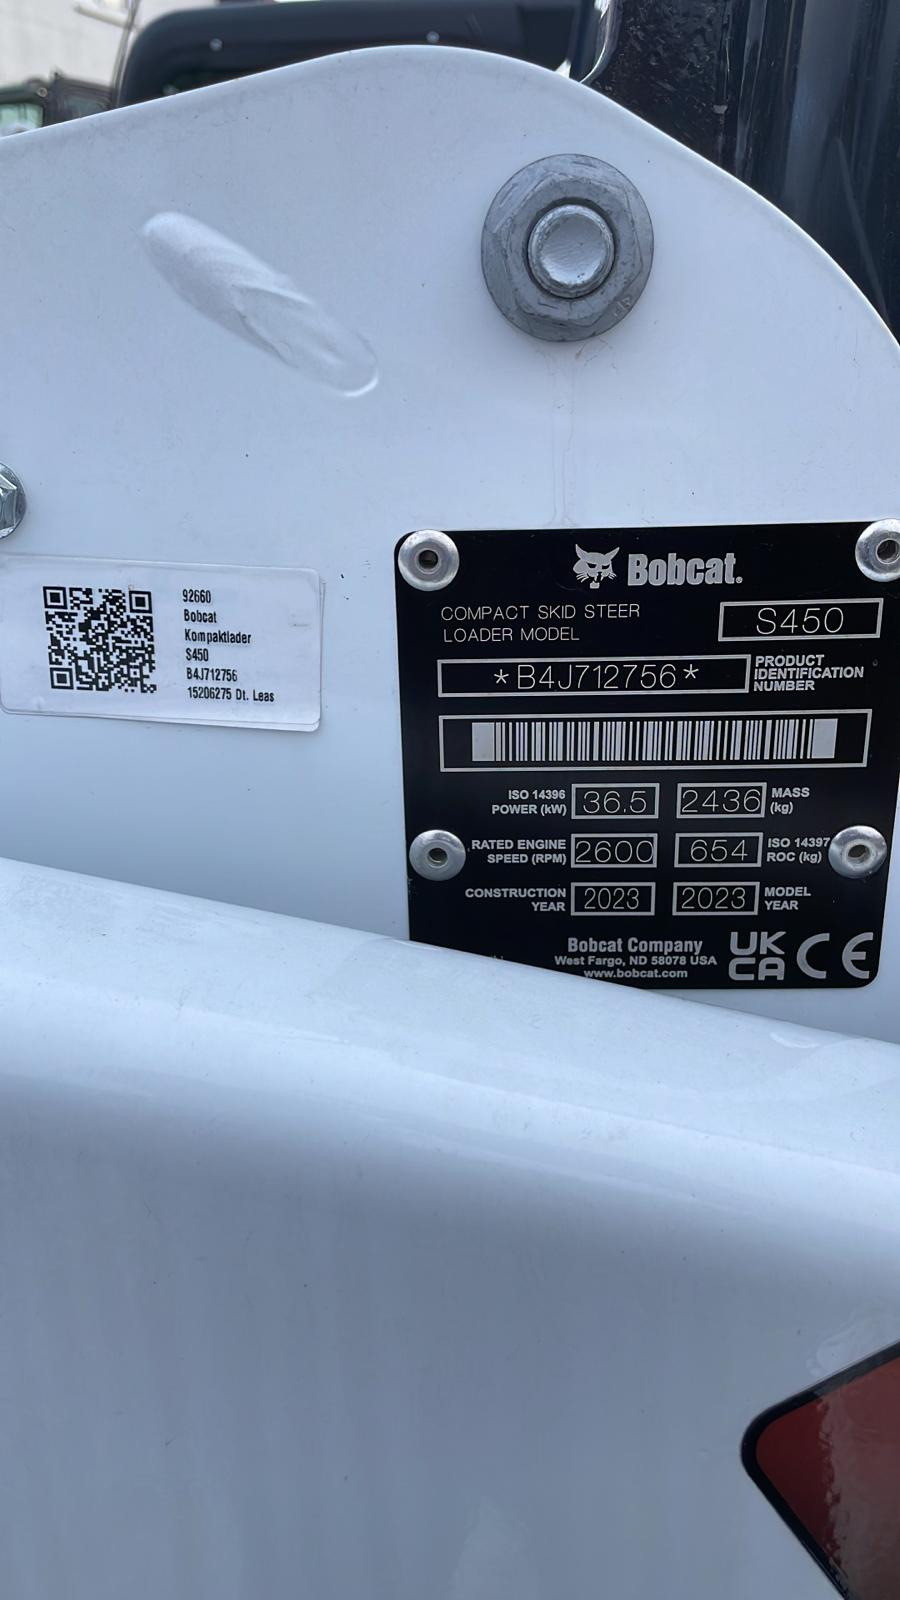 92660
Bobcat
Kompaktlader
S450
B4J712756
15206275 Dt. Leas
Bobcat.
COMPACT SKID STEER
LOADER MODEL
S450
*B4J712756*
PRODUCT
IDENTIFICATION
NUMBER
ISO 14396
POWER (kW)
36.5
2436
MASS
(kg)
RATED ENGINE
SPEED (RPM)
2600
654
ISO 14397
ROC (kg)
CONSTRUCTION
YEAR
2023
2023
MODEL
YEAR
Bobcat Company
West Fargo, ND 58078 USA
www.bobcat.com
UK
CA
CE